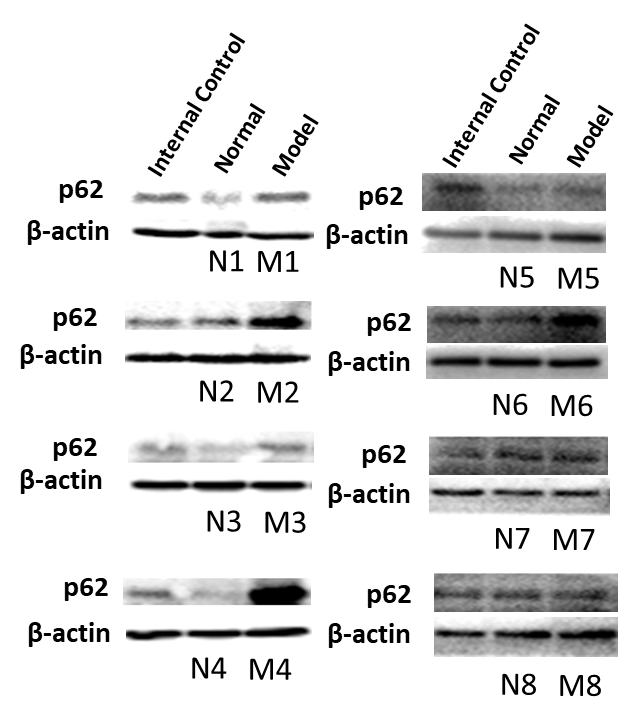 Internal Control
Normal
Model
p62
β-actin
N1 M1
p62
β-actin
N2 M2
p62
β-actin
N3 M3
p62
β-actin
N4 M4
Internal Control
Normal
Model
p62
β-actin
N5 M5
p62
β-actin
N6 M6
p62
β-actin
N7 M7
p62
β-actin
N8 M8